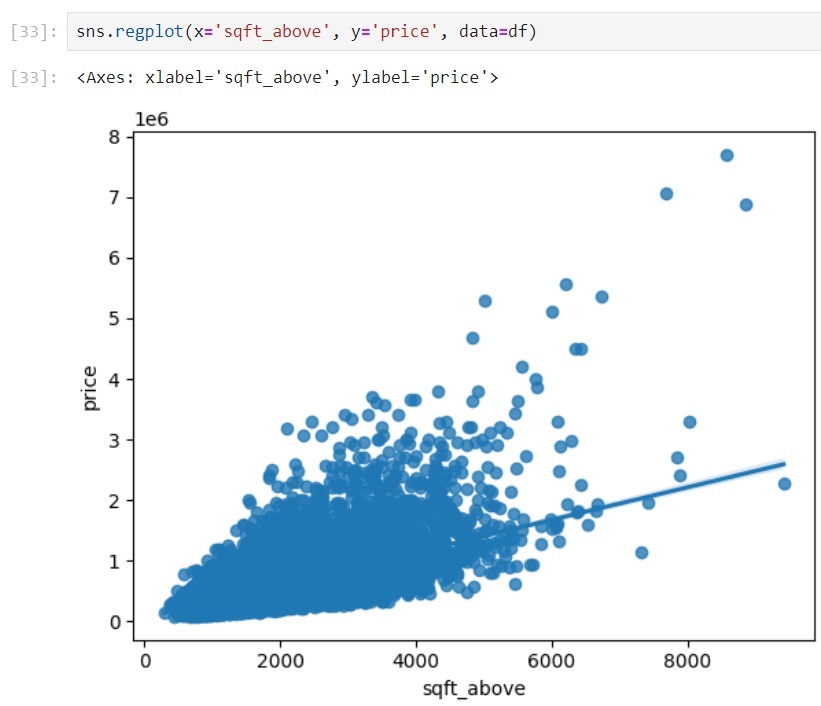 [33]: sns.regplot(x='sqft_above', y='price', data=df)
[33]: <Axes: xlabel='sqft_above', ylabel='price'>
1e6
8
7
6
5
4
3
2
1
0
price
0 2000 4000 6000 8000
sqft_above